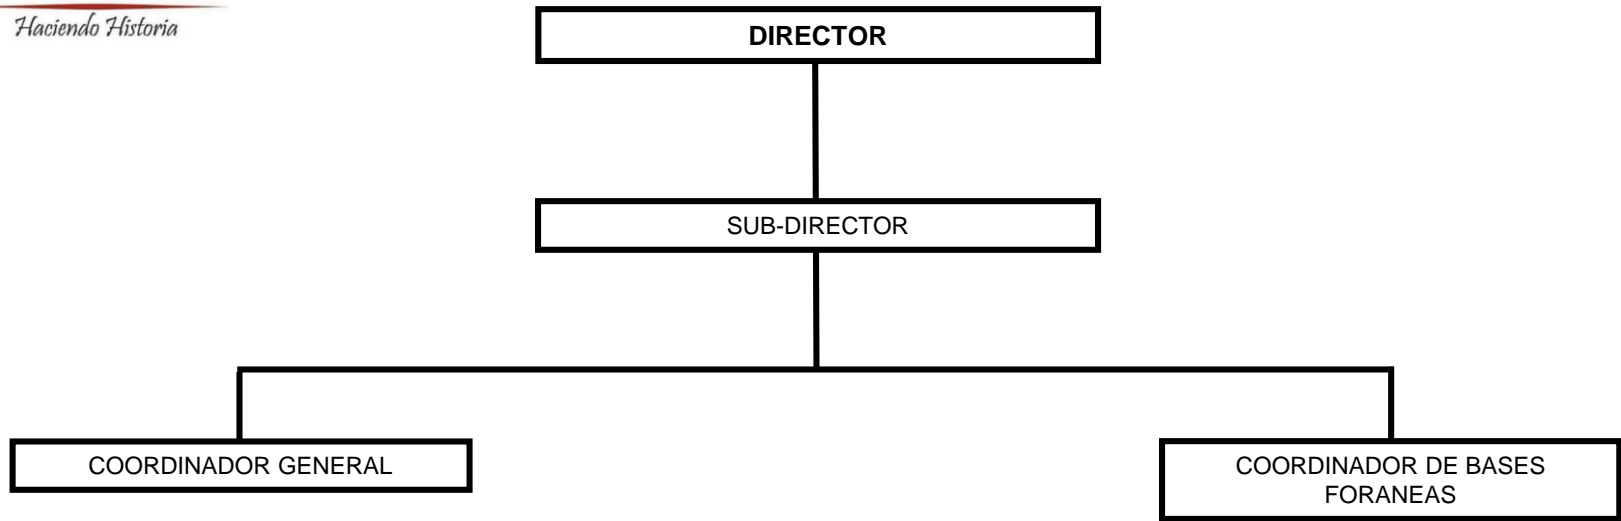 Haciendo Historia
DIRECTOR
SUB-DIRECTOR
COORDINADOR GENERAL
COORDINADOR DE BASES
FORANEAS